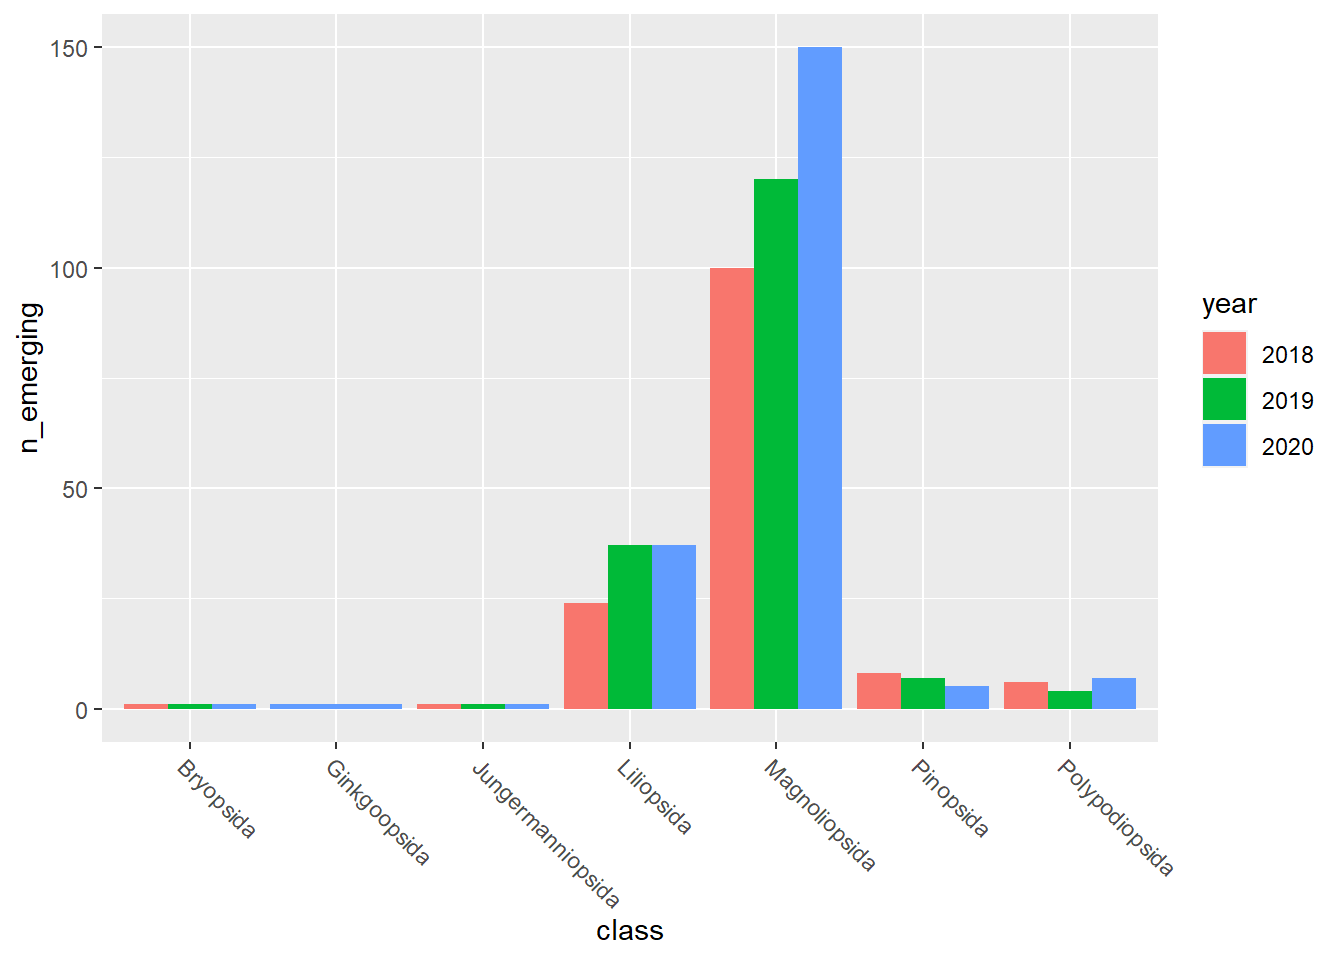 150
100
50
0
n_emerging
Bryopsida
Ginkgoopsida
Jungermanniopsida
Liliopsida
Magnoliopsida
Pinopsida
Polypodiopsida
class
year
2018
2019
2020